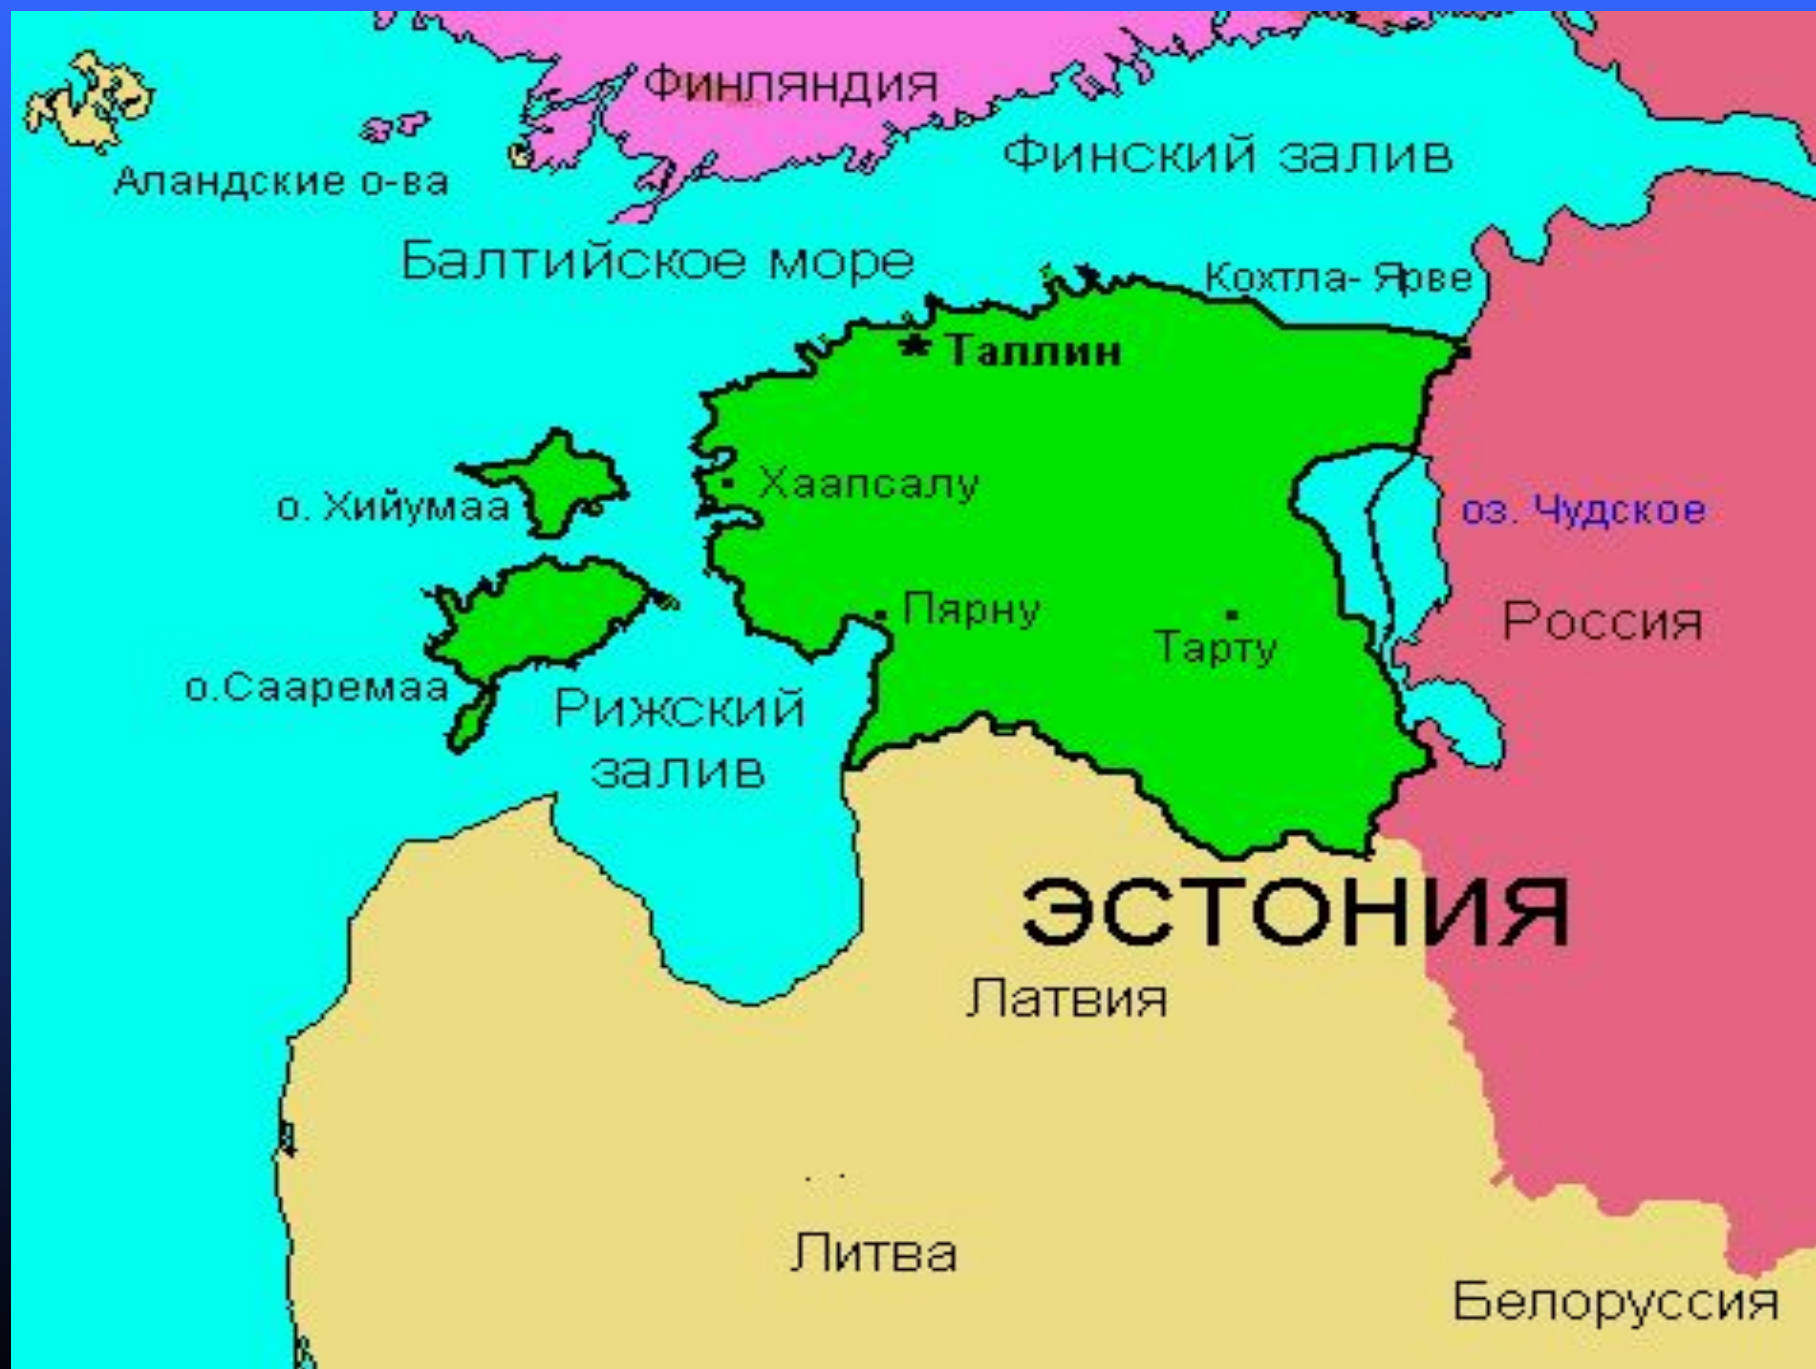 Финляндия
Финский залив
Аландские о-ва
Балтийское море
Кохтла- Ярве
Таллин
Хаапсалу
о. Хийумаа
оз. Чудское
Пярну
Россия
Тарту
о.Сааремаа
Рижский
залив
ЭСТОНИЯ
Латвия
Литва
Белоруссия